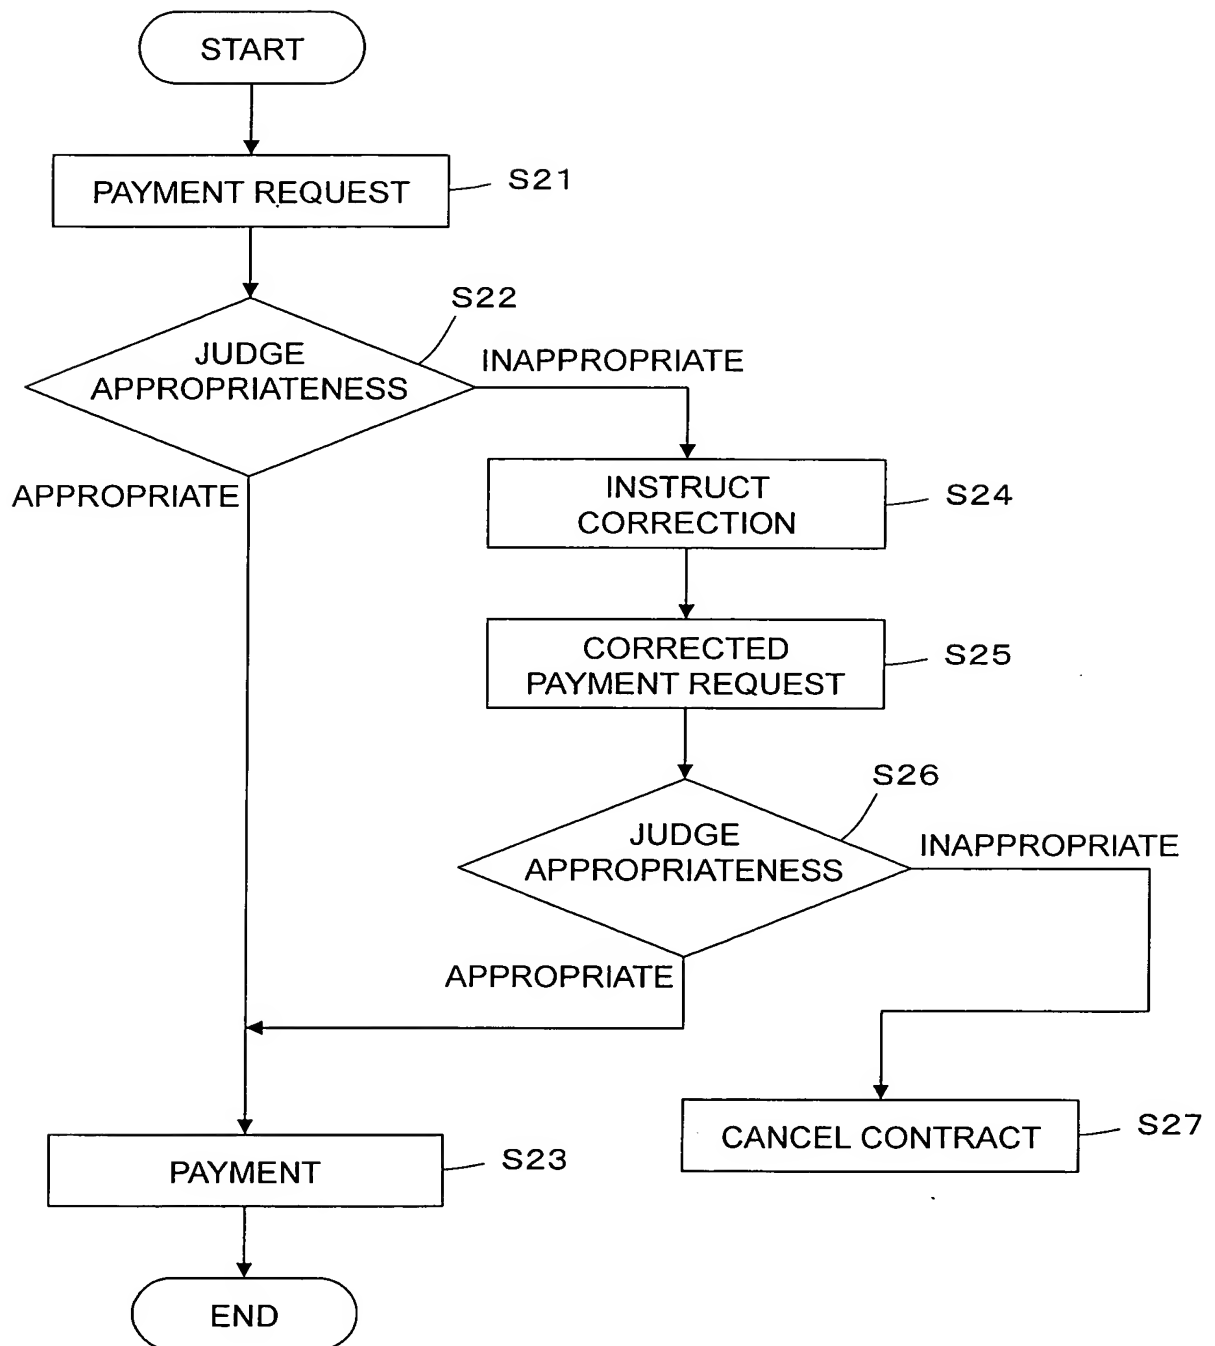 START
PAYMENT REQUEST
S21
S22
JUDGE
APPROPRIATENESS
INAPPROPRIATE
APPROPRIATE
INSTRUCT
CORRECTION
S24
CORRECTED
PAYMENT REQUEST
S25
S26
JUDGE
APPROPRIATENESS
INAPPROPRIATE
APPROPRIATE
CANCEL CONTRACT
S27
PAYMENT
S23
END